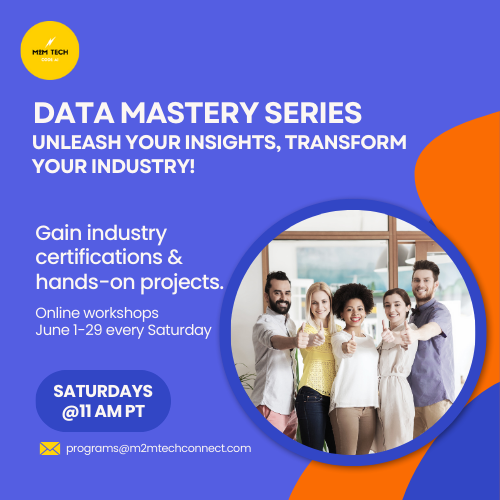 M2M TECH
DATA MASTERY SERIES
UNLEASH YOUR INSIGHTS, TRANSFORM
YOUR INDUSTRY!
Gain industry
certifications &
hands-on projects.
Online workshops
June 1-29 every Saturday
SATURDAYS
@11 AM PT
programs@m2mtechconnect.com